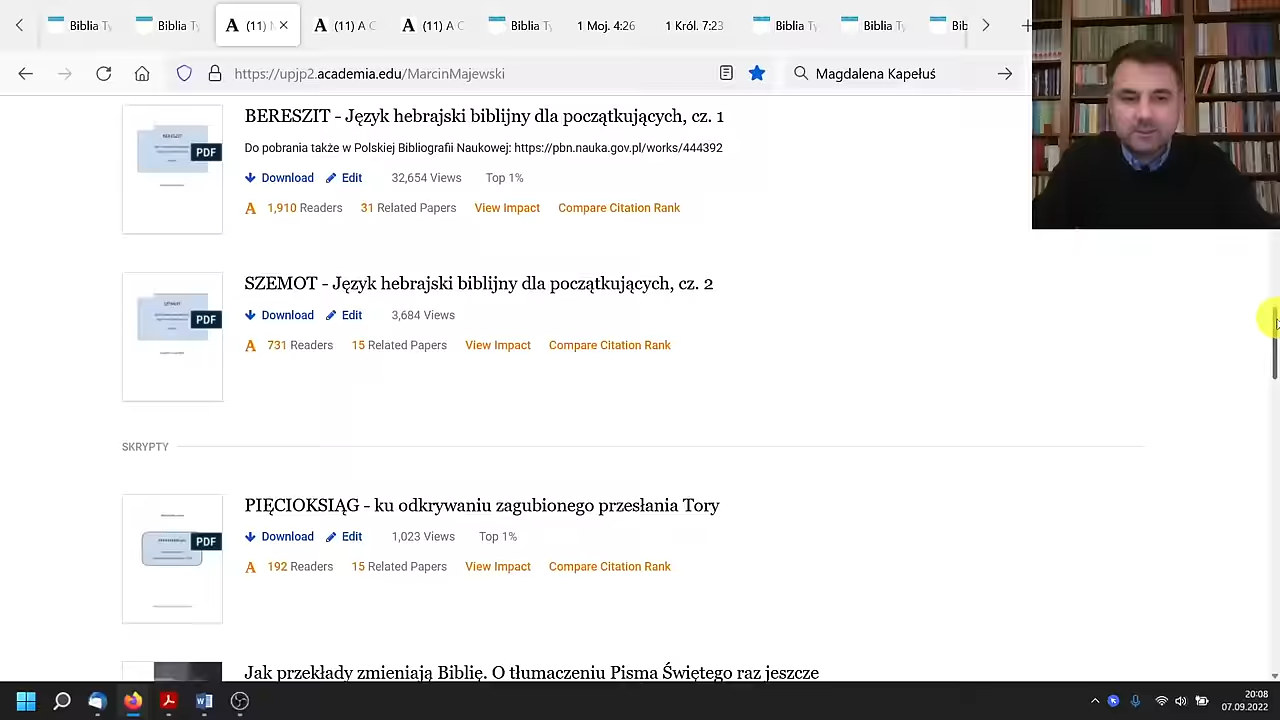 Biblia Ty
Biblia Ty
(11)
(11) A C
(11) A C
Biblia T
1 Moj. 4:26
1 Król. 7:23
Biblia Ty
Biblia Ty
Bib
https://upjp2.academia.edu/MarcinMajewski
Magdalena Kapełuś
BERESZIT - Język hebrajski biblijny dla początkujących, cz. 1
PDF
Do pobrania także w Polskiej Bibliografii Naukowej: https://pbn.nauka.gov.pl/works/444392
Download Edit 32,654 Views Top 1%
1,910 Readers 31 Related Papers View Impact Compare Citation Rank
SZEMOT - Język hebrajski biblijny dla początkujących, cz. 2
PDF
Download Edit 3,684 Views
731 Readers 15 Related Papers View Impact Compare Citation Rank
SKRYPTY
PIĘCIOKSIĄG - ku odkrywaniu zagubionego przesłania Tory
PDF
Download Edit 1,023 Views Top 1%
192 Readers 15 Related Papers View Impact Compare Citation Rank
Jak przekłady zmieniają Biblię. O tłumaczeniu Pisma Świętego raz jeszcze
20:08
07.09.2022